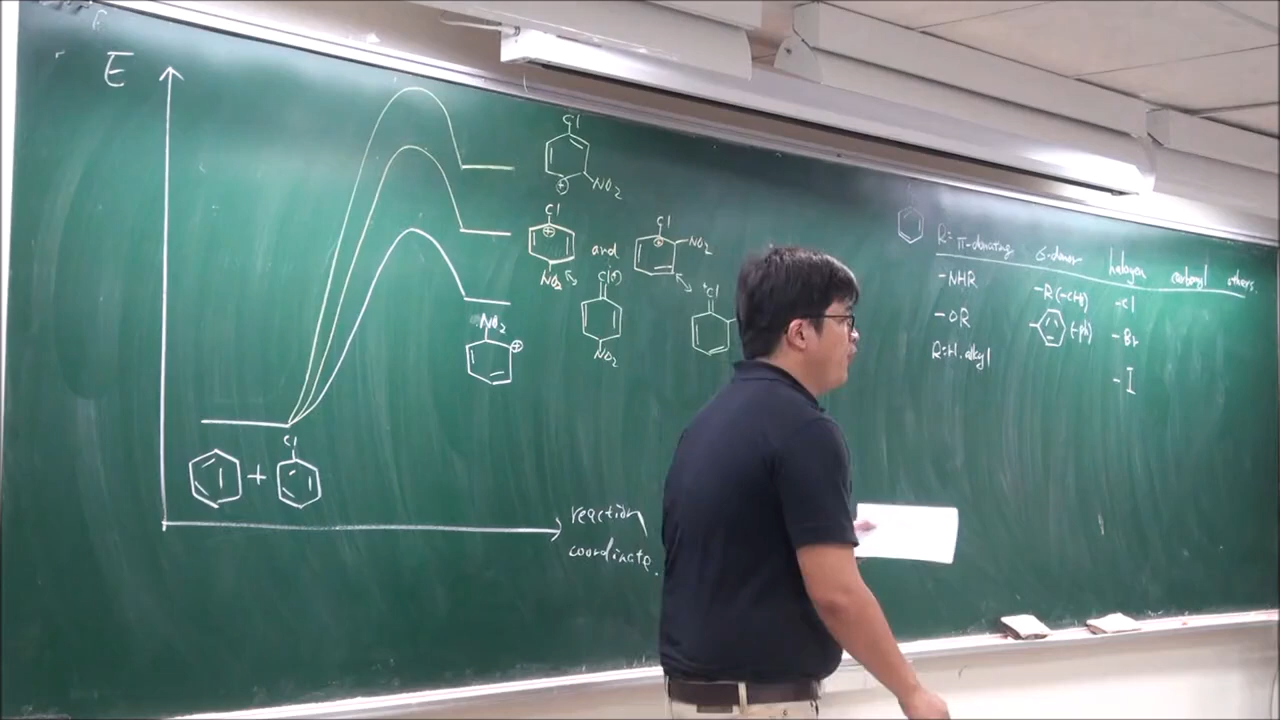 E
Cl
⊕
NO2
Cl
⊕
NO2
and
Cl
⊕
NO2
Cl
NO2
Cl
NO2
⊕
Cl
+
reaction
coordinate.
R: π-donating
σ-donor
halogen
carbonyl
others.
-NHR
-OR
R=H. alkyl
-R
(-ph)
-Cl
-Br
-I